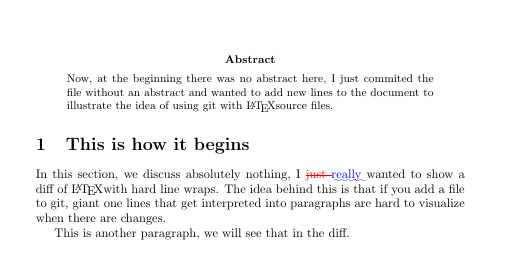 Abstract
Now, at the beginning there was no abstract here, I just commited the
file without an abstract and wanted to add new lines to the document to
illustrate the idea of using git with LATEXsource files.
1 This is how it begins
In this section, we discuss absolutely nothing, I just really wanted to show a
diff of LATEXwith hard line wraps. The idea behind this is that if you add a file
to git, giant one lines that get interpreted into paragraphs are hard to visualize
when there are changes.
This is another paragraph, we will see that in the diff.